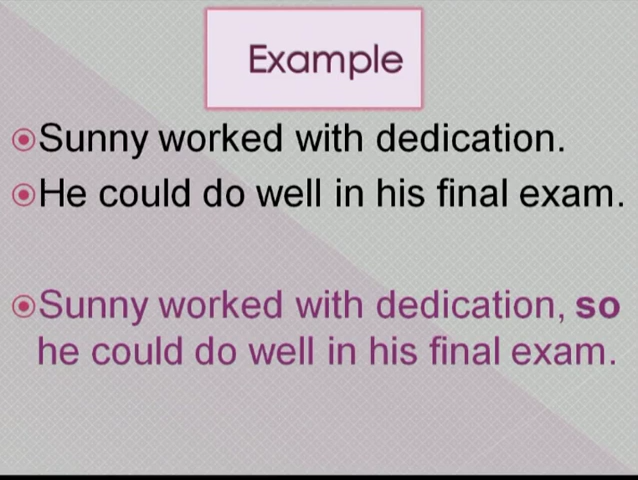 Example
Sunny worked with dedication.
He could do well in his final exam.
Sunny worked with dedication, so
he could do well in his final exam.